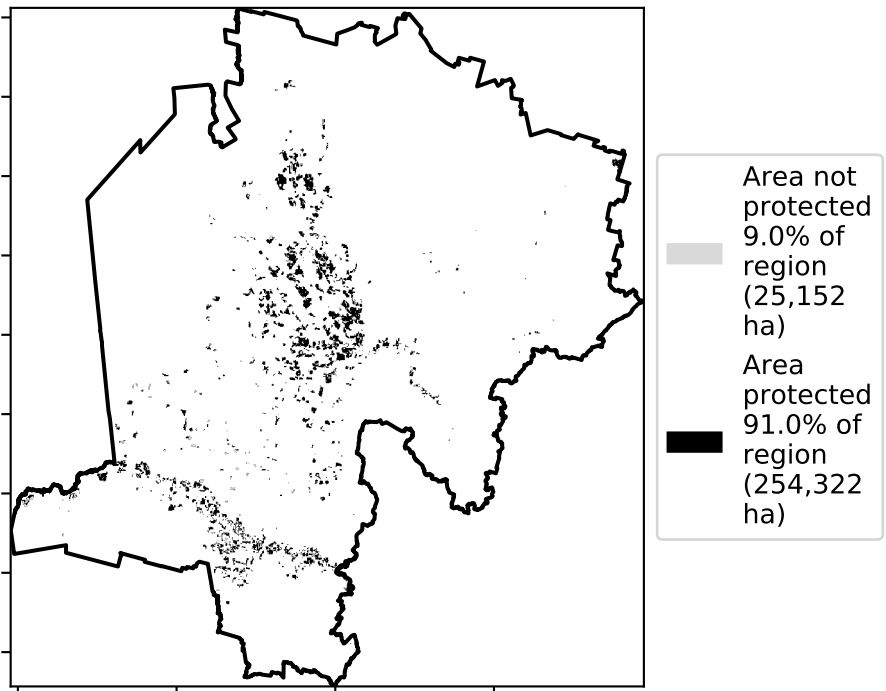 Area not
protected
9.0% of
region
(25,152
ha)
Area
protected
91.0% of
region
(254,322
ha)